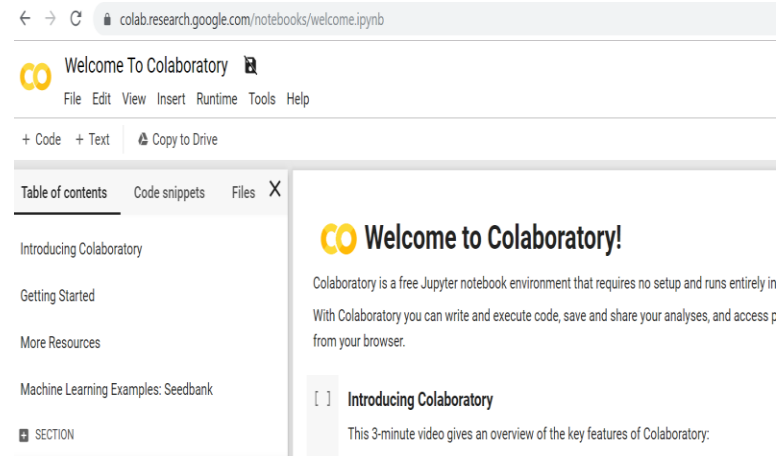 colab.research.google.com/notebooks/welcome.ipynb
CO Welcome To Colaboratory
File Edit View Insert Runtime Tools Help
+ Code + Text Copy to Drive
Table of contents Code snippets Files X
Introducing Colaboratory
Getting Started
More Resources
Machine Learning Examples: Seedbank
+ SECTION
CO Welcome to Colaboratory!
Colaboratory is a free Jupyter notebook environment that requires no setup and runs entirely in
With Colaboratory you can write and execute code, save and share your analyses, and access p
from your browser.
[ ] Introducing Colaboratory
This 3-minute video gives an overview of the key features of Colaboratory: